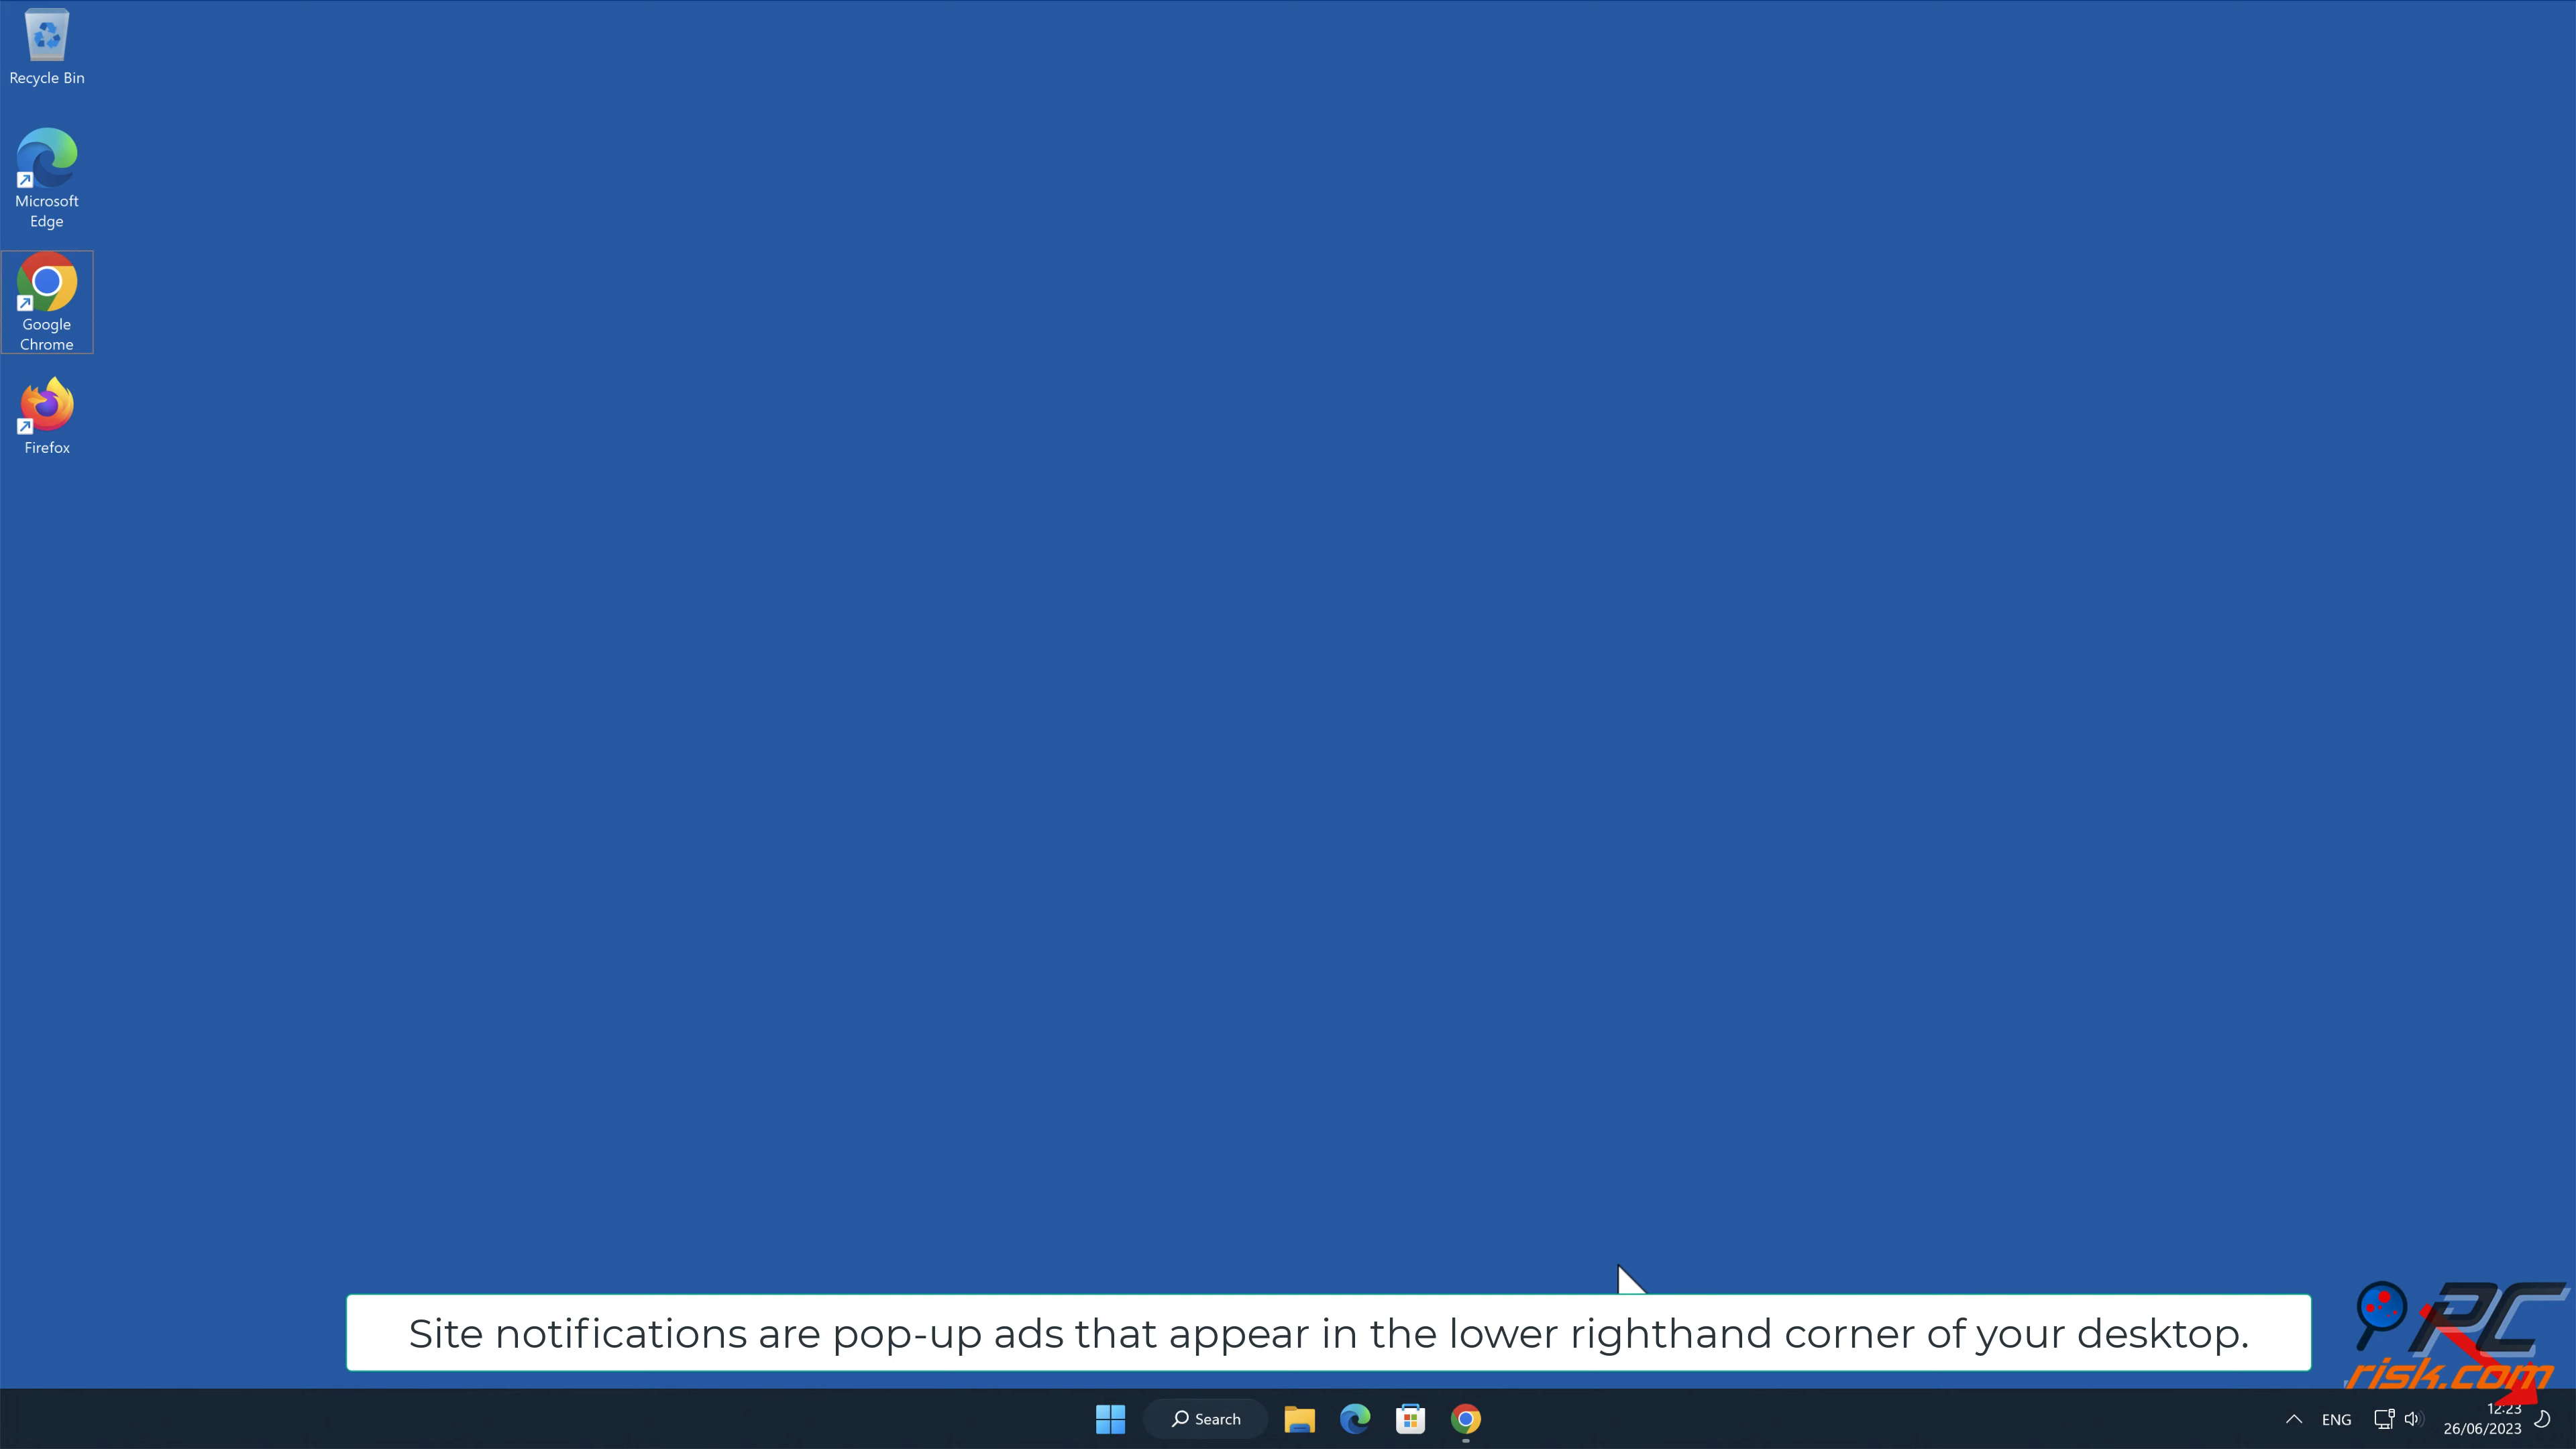 Recycle Bin
Microsoft
Edge
Google
Chrome
Firefox
Site notifications are pop-up ads that appear in the lower righthand corner of your desktop.
PC
risk.com
Search
ENG
12:23
26/06/2023